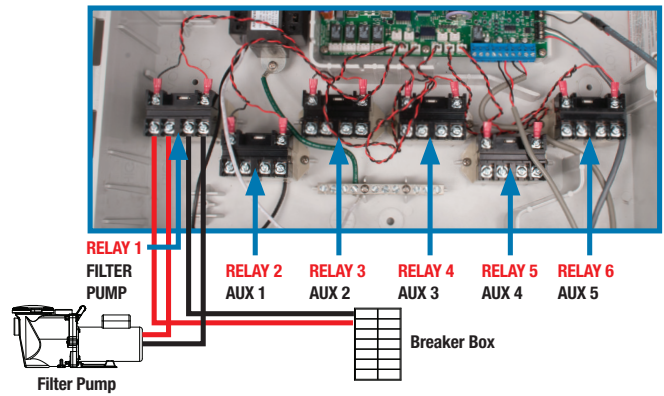 RELAY 1
FILTER
PUMP
RELAY 2
AUX 1
RELAY 3
AUX 2
RELAY 4
AUX 3
RELAY 5
AUX 4
RELAY 6
AUX 5
Breaker Box
Filter Pump